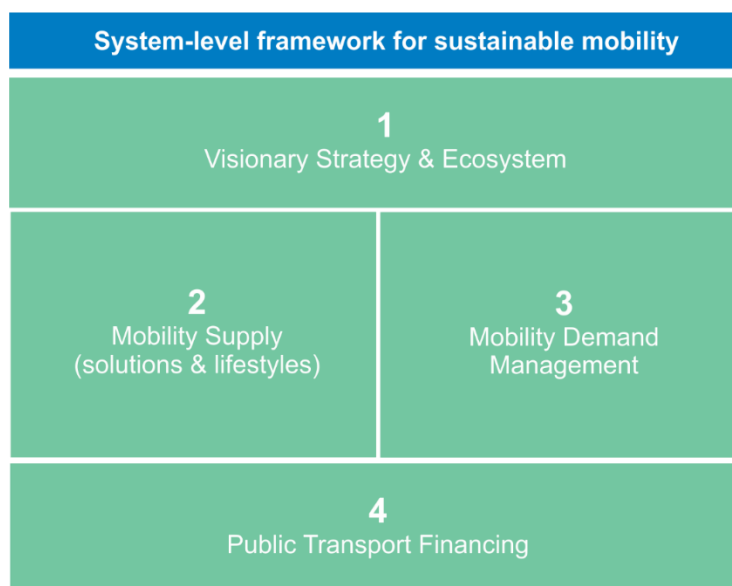 System-level framework for sustainable mobility
1
Visionary Strategy & Ecosystem
2
Mobility Supply
(solutions & lifestyles)
3
Mobility Demand
Management
4
Public Transport Financing